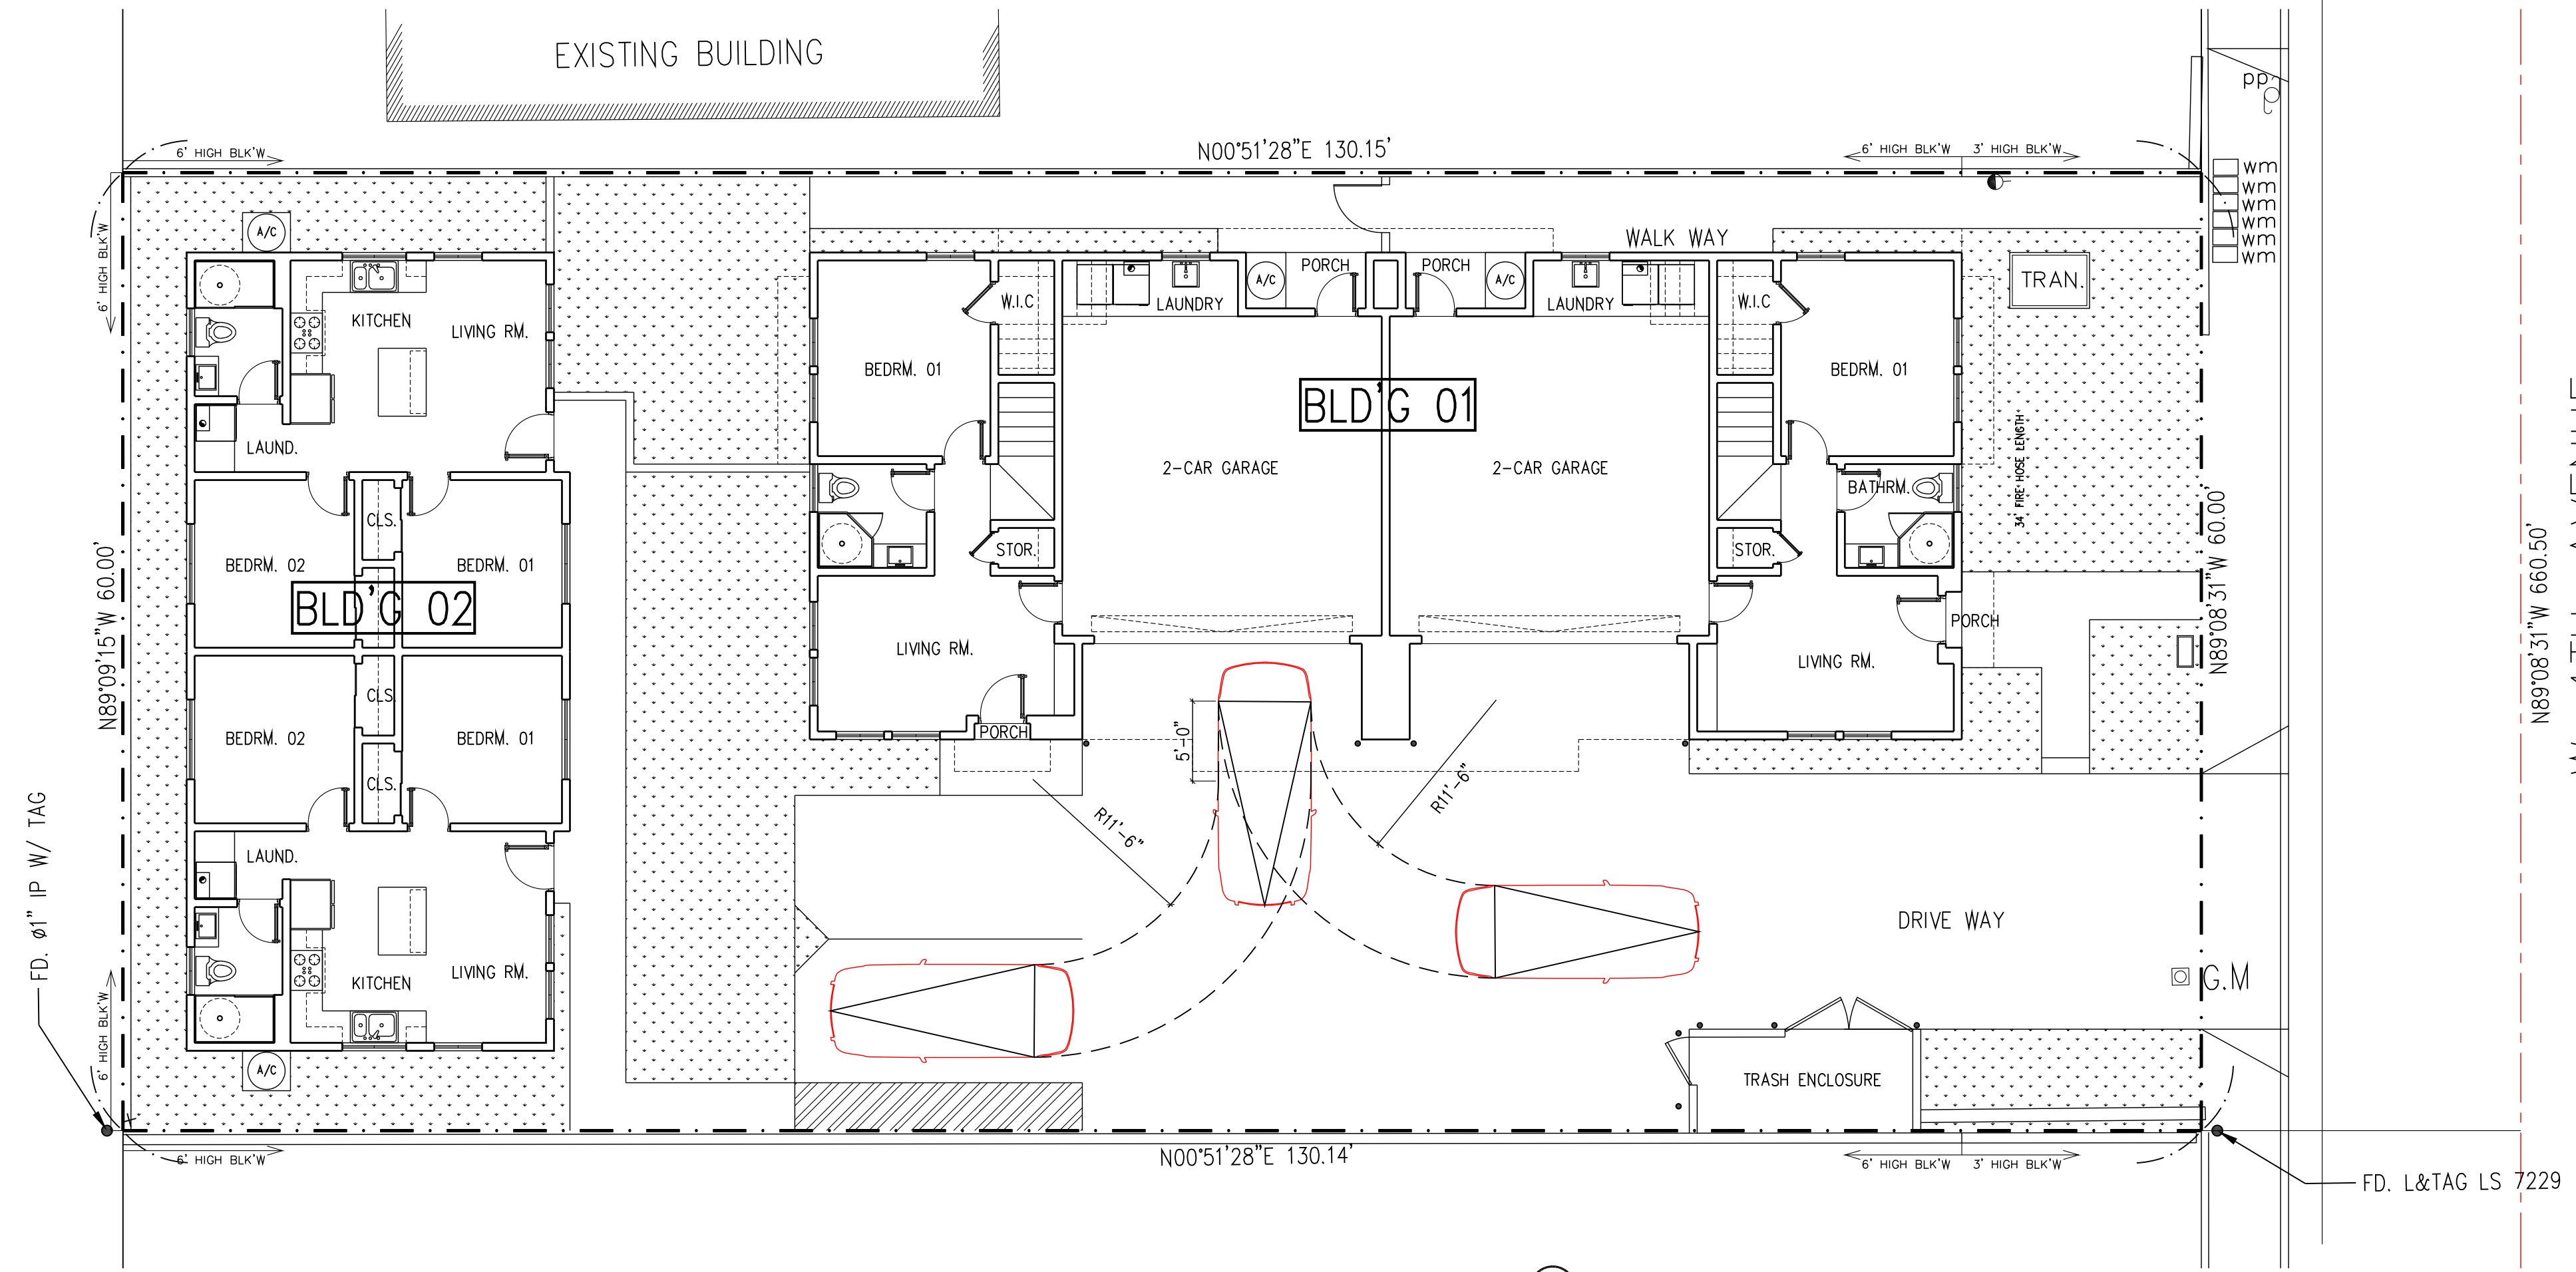 EXISTING BUILDING
pp
N00°51'28"E 130.15'
6' HIGH BLK'W
6' HIGH BLK'W
3' HIGH BLK'W
wm
wm
wm
wm
wm
wm
6' HIGH BLK'W
A/C
WALK WAY
KITCHEN
LIVING RM.
LAUND.
W.I.C
LAUNDRY
A/C
PORCH
PORCH
A/C
LAUNDRY
W.I.C
TRAN.
BEDRM. 01
BLD'G 01
BEDRM. 01
2-CAR GARAGE
2-CAR GARAGE
BATHRM.
34' FIRE HOSE LENGTH
CLS.
STOR.
STOR.
BEDRM. 02
BEDRM. 01
BLD'G 02
N89°09'15"W 60.00'
N89°08'31"W 60.00'
N89°08'31"W 660.50'
LIVING RM.
LIVING RM.
PORCH
CLS.
BEDRM. 02
BEDRM. 01
PORCH
5'-0"
CLS.
R11'-6"
R11'-6"
LAUND.
DRIVE WAY
FD. ø1" IP W/ TAG
KITCHEN
LIVING RM.
G.M
6' HIGH BLK'W
A/C
TRASH ENCLOSURE
6' HIGH BLK'W
N00°51'28"E 130.14'
6' HIGH BLK'W
3' HIGH BLK'W
FD. L&TAG LS 7229